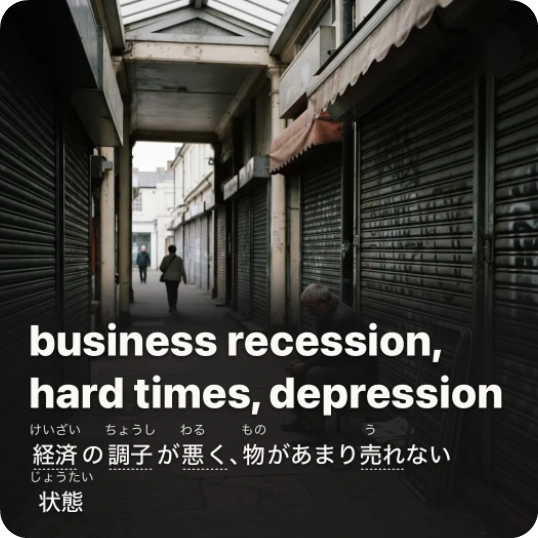 business recession,
hard times, depression
けいざい ちょうし わる もの う
経済の調子が悪く、物があまり売れない
じょうたい
状態